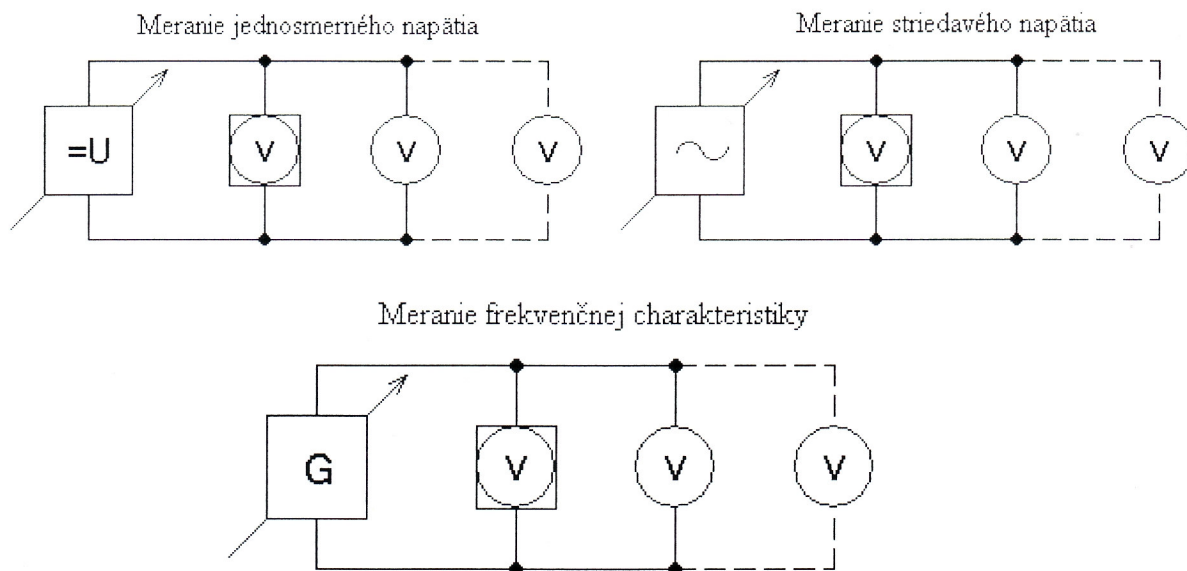 Meranie jednosmerného napätia
=U V V V
Meranie striedavého napätia
V V V
Meranie frekvenčnej charakteristiky
G V V V